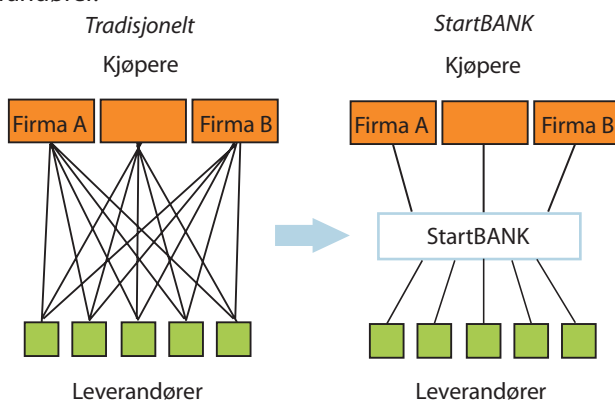 Tradisjonelt
Kjøpere
Firma A
Firma B
Leverandører
StartBANK
Kjøpere
Firma A
Firma B
StartBANK
Leverandører